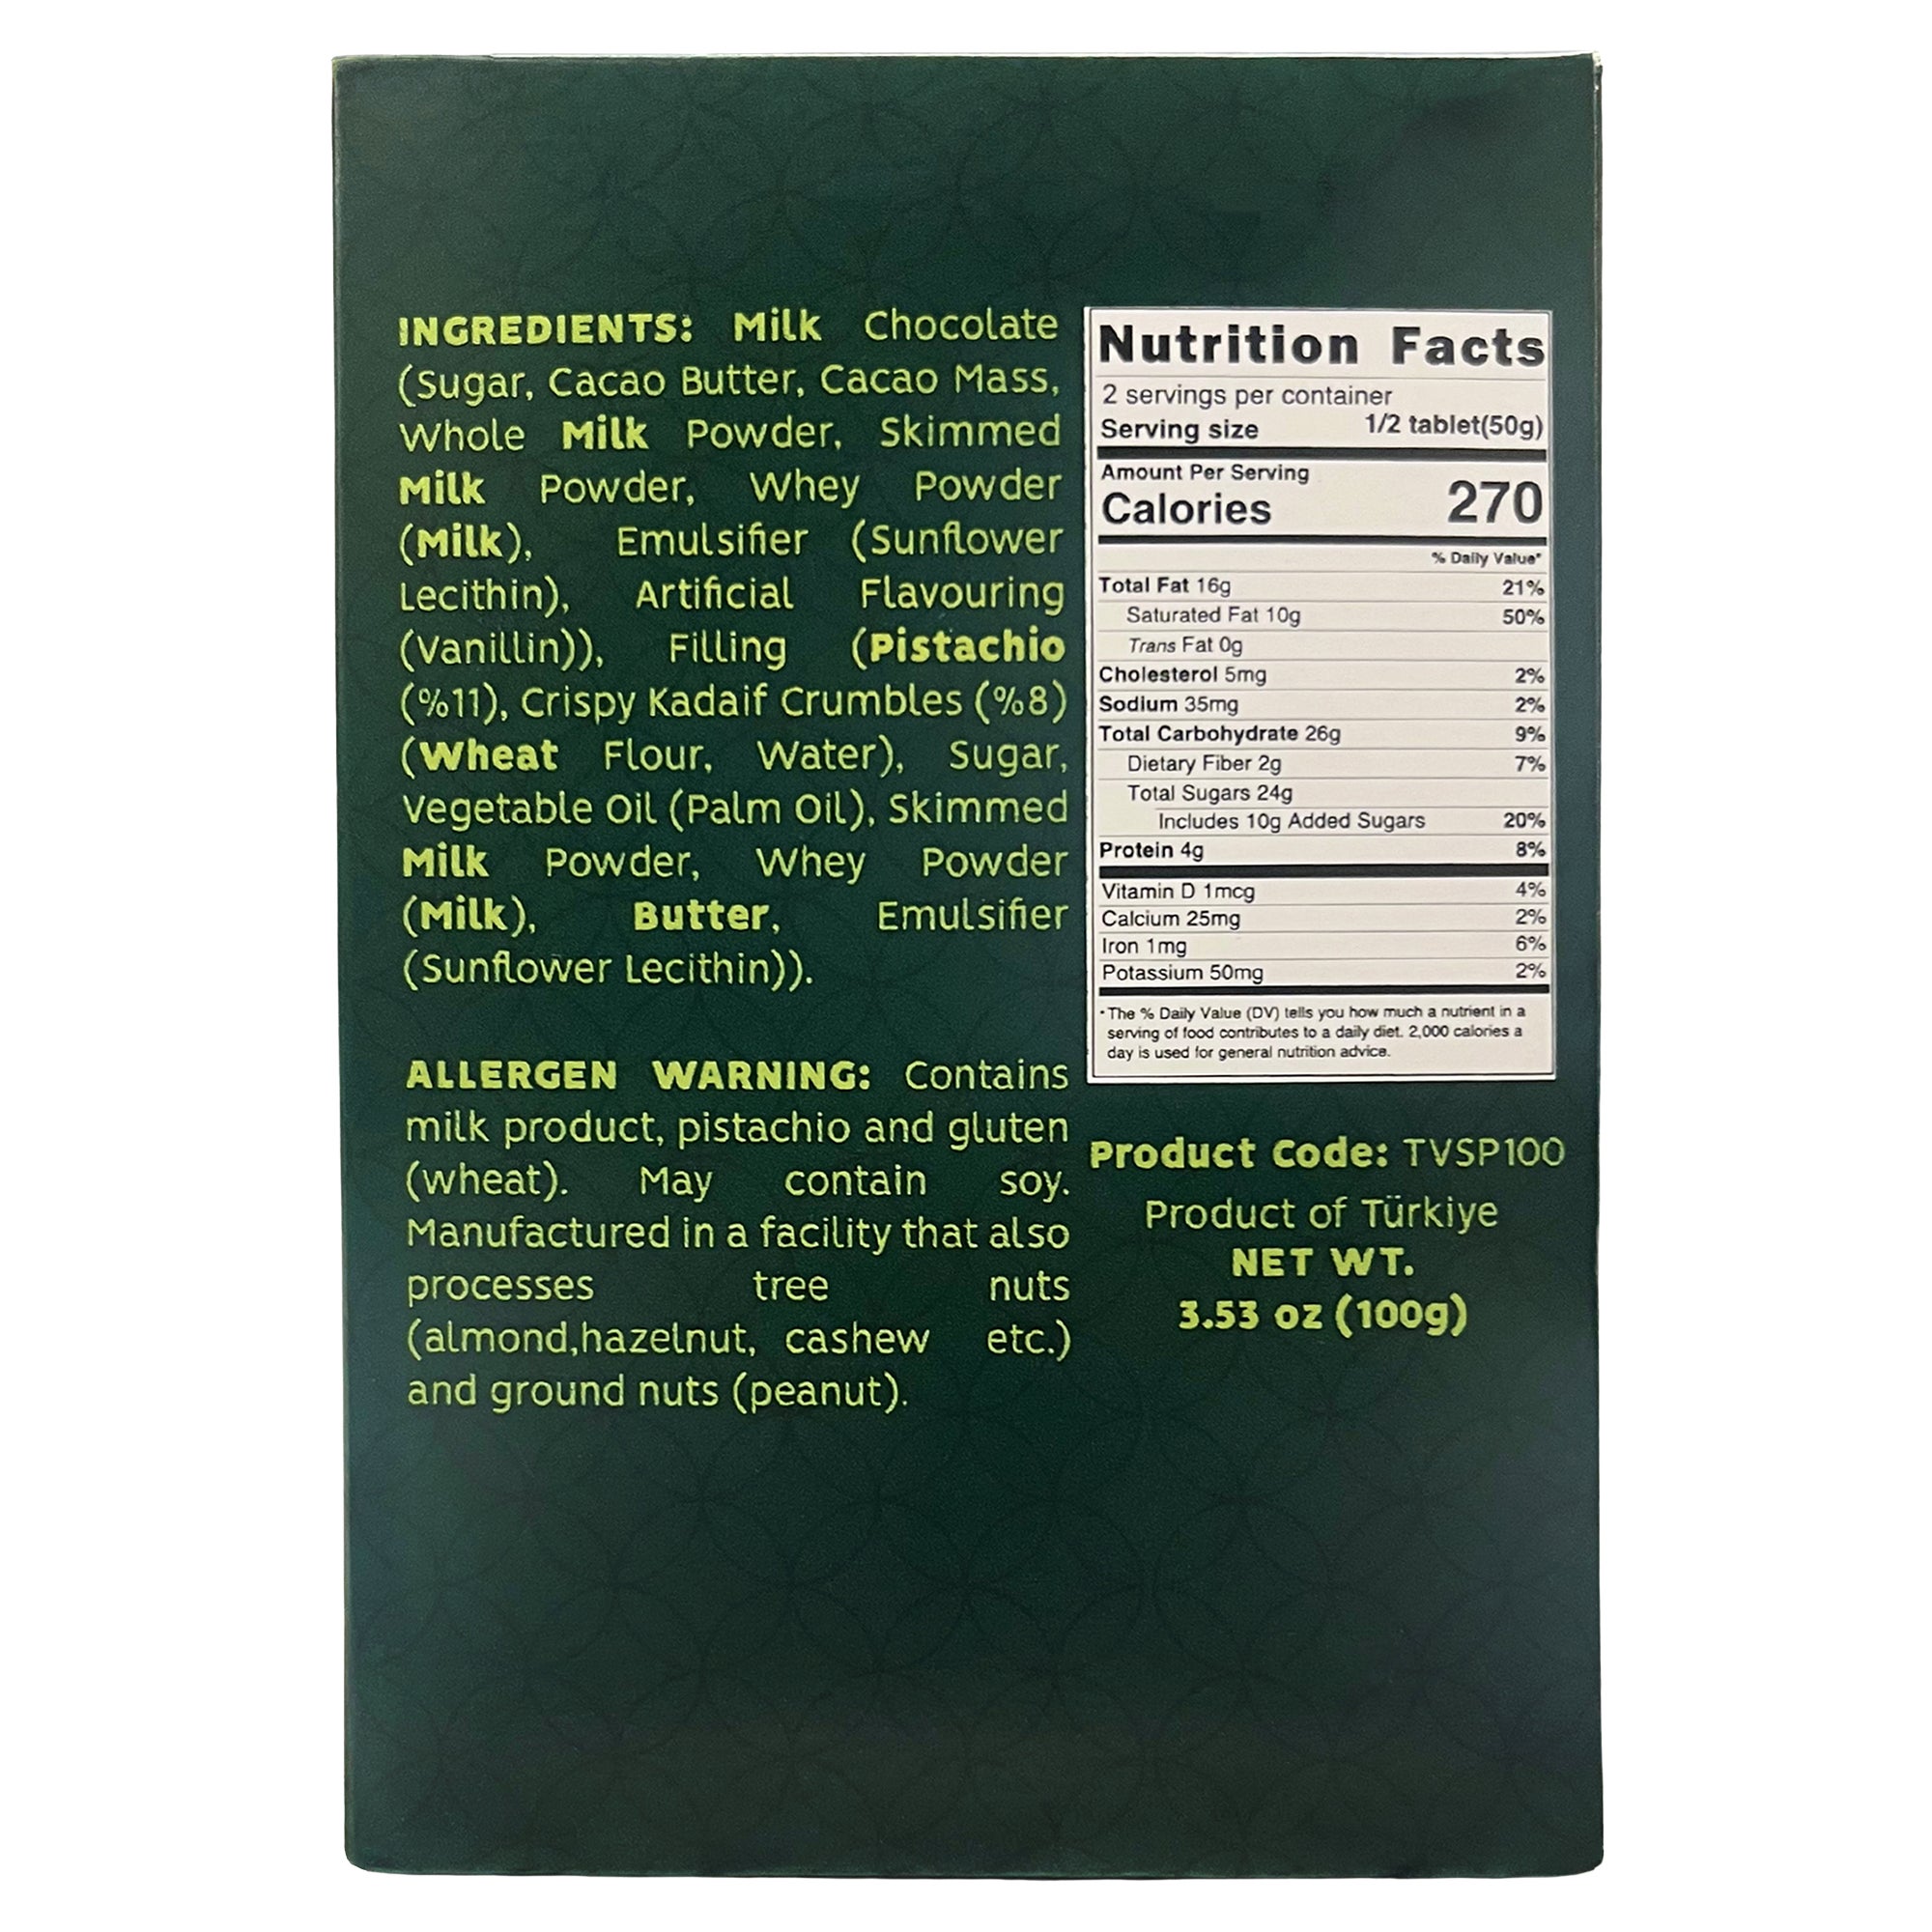 INGREDIENTS: Milk Chocolate
(Sugar, Cacao Butter, Cacao Mass,
Whole Milk Powder, Skimmed
Milk Powder, Whey Powder
(Milk), Emulsifier (Sunflower
Lecithin), Artificial Flavouring
(Vanillin)), Filling (Pistachio
(%11), Crispy Kadaif Crumbles (%8)
(Wheat Flour, Water), Sugar,
Vegetable Oil (Palm Oil), Skimmed
Milk Powder, Whey Powder
(Milk), Butter, Emulsifier
(Sunflower Lecithin)).
ALLERGEN WARNING: Contains
milk product, pistachio and gluten
(wheat). May contain soy.
Manufactured in a facility that also
processes tree nuts
(almond,hazelnut, cashew etc.)
and ground nuts (peanut).
Nutrition Facts
2 servings per container
Serving size 1/2 tablet(50g)
Amount Per Serving
Calories 270
% Daily Value*
Total Fat 16g 21%
Saturated Fat 10g 50%
Trans Fat 0g
Cholesterol 5mg 2%
Sodium 35mg 2%
Total Carbohydrate 26g 9%
Dietary Fiber 2g 7%
Total Sugars 24g
Includes 10g Added Sugars 20%
Protein 4g 8%
Vitamin D 1mcg 4%
Calcium 25mg 2%
Iron 1mg 6%
Potassium 50mg 2%
*The % Daily Value (DV) tells you how much a nutrient in a
serving of food contributes to a daily diet. 2,000 calories a
day is used for general nutrition advice.
Product Code: TVSP100
Product of Türkiye
NET WT.
3.53 oz (100g)